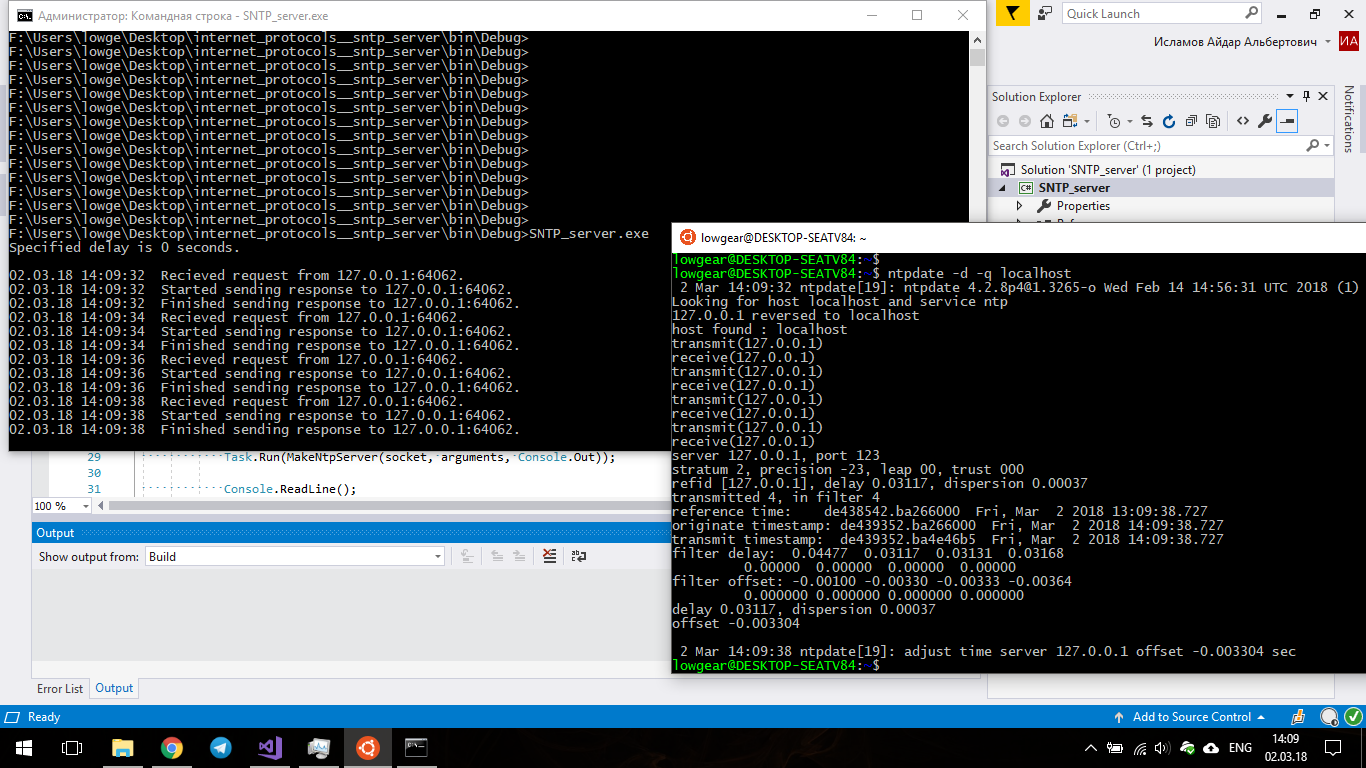 Администратор: Командная строка - SNTP_server.exe
F:\Users\lowge\Desktop\internet_protocols__sntp_server\bin\Debug>
F:\Users\lowge\Desktop\internet_protocols__sntp_server\bin\Debug>
F:\Users\lowge\Desktop\internet_protocols__sntp_server\bin\Debug>
F:\Users\lowge\Desktop\internet_protocols__sntp_server\bin\Debug>
F:\Users\lowge\Desktop\internet_protocols__sntp_server\bin\Debug>
F:\Users\lowge\Desktop\internet_protocols__sntp_server\bin\Debug>
F:\Users\lowge\Desktop\internet_protocols__sntp_server\bin\Debug>
F:\Users\lowge\Desktop\internet_protocols__sntp_server\bin\Debug>
F:\Users\lowge\Desktop\internet_protocols__sntp_server\bin\Debug>
F:\Users\lowge\Desktop\internet_protocols__sntp_server\bin\Debug>
F:\Users\lowge\Desktop\internet_protocols__sntp_server\bin\Debug>
F:\Users\lowge\Desktop\internet_protocols__sntp_server\bin\Debug>
F:\Users\lowge\Desktop\internet_protocols__sntp_server\bin\Debug>
F:\Users\lowge\Desktop\internet_protocols__sntp_server\bin\Debug>
F:\Users\lowge\Desktop\internet_protocols__sntp_server\bin\Debug>SNTP_server.exe
Specified delay is 0 seconds.
02.03.18 14:09:32  Recieved request from 127.0.0.1:64062.
02.03.18 14:09:32  Started sending response to 127.0.0.1:64062.
02.03.18 14:09:32  Finished sending response to 127.0.0.1:64062.
02.03.18 14:09:34  Recieved request from 127.0.0.1:64062.
02.03.18 14:09:34  Started sending response to 127.0.0.1:64062.
02.03.18 14:09:34  Finished sending response to 127.0.0.1:64062.
02.03.18 14:09:36  Recieved request from 127.0.0.1:64062.
02.03.18 14:09:36  Started sending response to 127.0.0.1:64062.
02.03.18 14:09:36  Finished sending response to 127.0.0.1:64062.
02.03.18 14:09:38  Recieved request from 127.0.0.1:64062.
02.03.18 14:09:38  Started sending response to 127.0.0.1:64062.
02.03.18 14:09:38  Finished sending response to 127.0.0.1:64062.
Quick Launch
Исламов Айдар Альбертович
ИА
Notifications
Solution Explorer
Search Solution Explorer (Ctrl+;)
Solution 'SNTP_server' (1 project)
C# SNTP_server
Properties
lowgear@DESKTOP-SEATV84: ~
lowgear@DESKTOP-SEATV84:~$
lowgear@DESKTOP-SEATV84:~$ ntpdate -d -q localhost
 2 Mar 14:09:32 ntpdate[19]: ntpdate 4.2.8p4@1.3265-o Wed Feb 14 14:56:31 UTC 2018 (1)
Looking for host localhost and service ntp
127.0.0.1 reversed to localhost
host found : localhost
transmit(127.0.0.1)
receive(127.0.0.1)
transmit(127.0.0.1)
receive(127.0.0.1)
transmit(127.0.0.1)
receive(127.0.0.1)
transmit(127.0.0.1)
receive(127.0.0.1)
server 127.0.0.1, port 123
stratum 2, precision -23, leap 00, trust 000
refid [127.0.0.1], delay 0.03117, dispersion 0.00037
transmitted 4, in filter 4
reference time:    de438542.ba266000  Fri, Mar  2 2018 13:09:38.727
originate timestamp: de439352.ba266000  Fri, Mar  2 2018 14:09:38.727
transmit timestamp:  de439352.ba4e46b5  Fri, Mar  2 2018 14:09:38.727
filter delay:  0.04477  0.03117  0.03131  0.03168
         0.00000  0.00000  0.00000  0.00000
filter offset: -0.00100 -0.00330 -0.00333 -0.00364
         0.000000 0.000000 0.000000 0.000000
delay 0.03117, dispersion 0.00037
offset -0.003304
 2 Mar 14:09:38 ntpdate[19]: adjust time server 127.0.0.1 offset -0.003304 sec
lowgear@DESKTOP-SEATV84:~$
29 Task.Run(MakeNtpServer(socket, arguments, Console.Out));
30
31 Console.ReadLine();
100 %
Output
Show output from: Build
Error List
Output
Ready
Add to Source Control
ENG
14:09
02.03.18